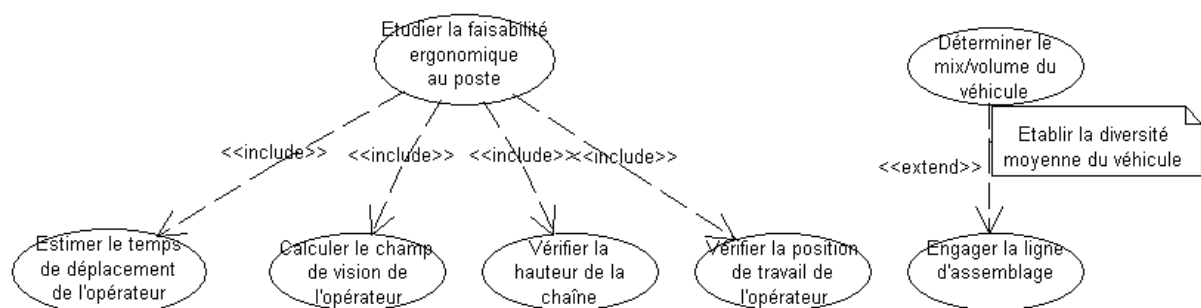 Etudier la faisabilité
ergonomique
au poste
Déterminer le
mix/volume du
véhicule
Etablir la diversité
moyenne du véhicule
<<include>>
<<include>>
<<include>>
<<include>>
<<extend>>
Estimer le temps
de déplacement
de l'opérateur
Calculer le champ
de vision de
l'opérateur
Vérifier la
hauteur de la
chaîne
Vérifier la position
de travail de
l'opérateur
Engager la ligne
d'assemblage